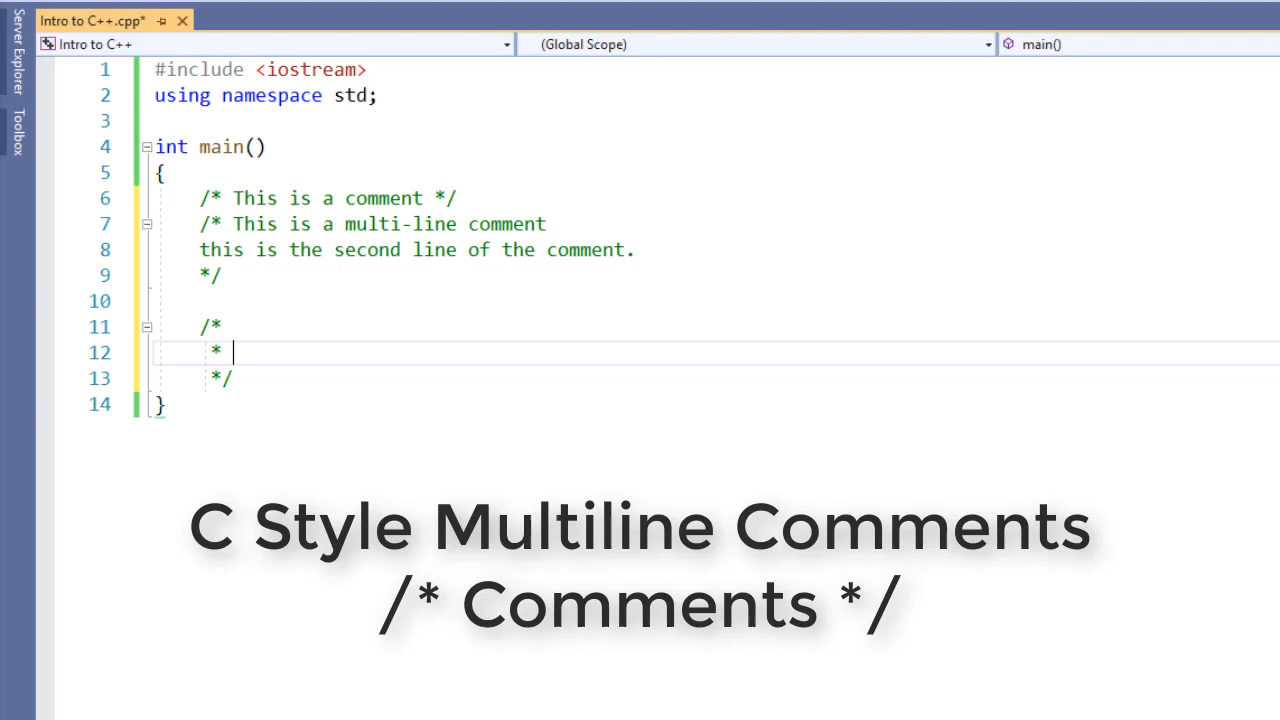 Server Explorer
Toolbox
Intro to C++.cpp*
Intro to C++ (Global Scope) main()
1 #include <iostream>
2 using namespace std;
3
4 int main()
5 {
6 /* This is a comment */
7 /* This is a multi-line comment
8 this is the second line of the comment.
9 */
10
11 /*
12 *
13 */
14 }
C Style Multiline Comments
/* Comments */